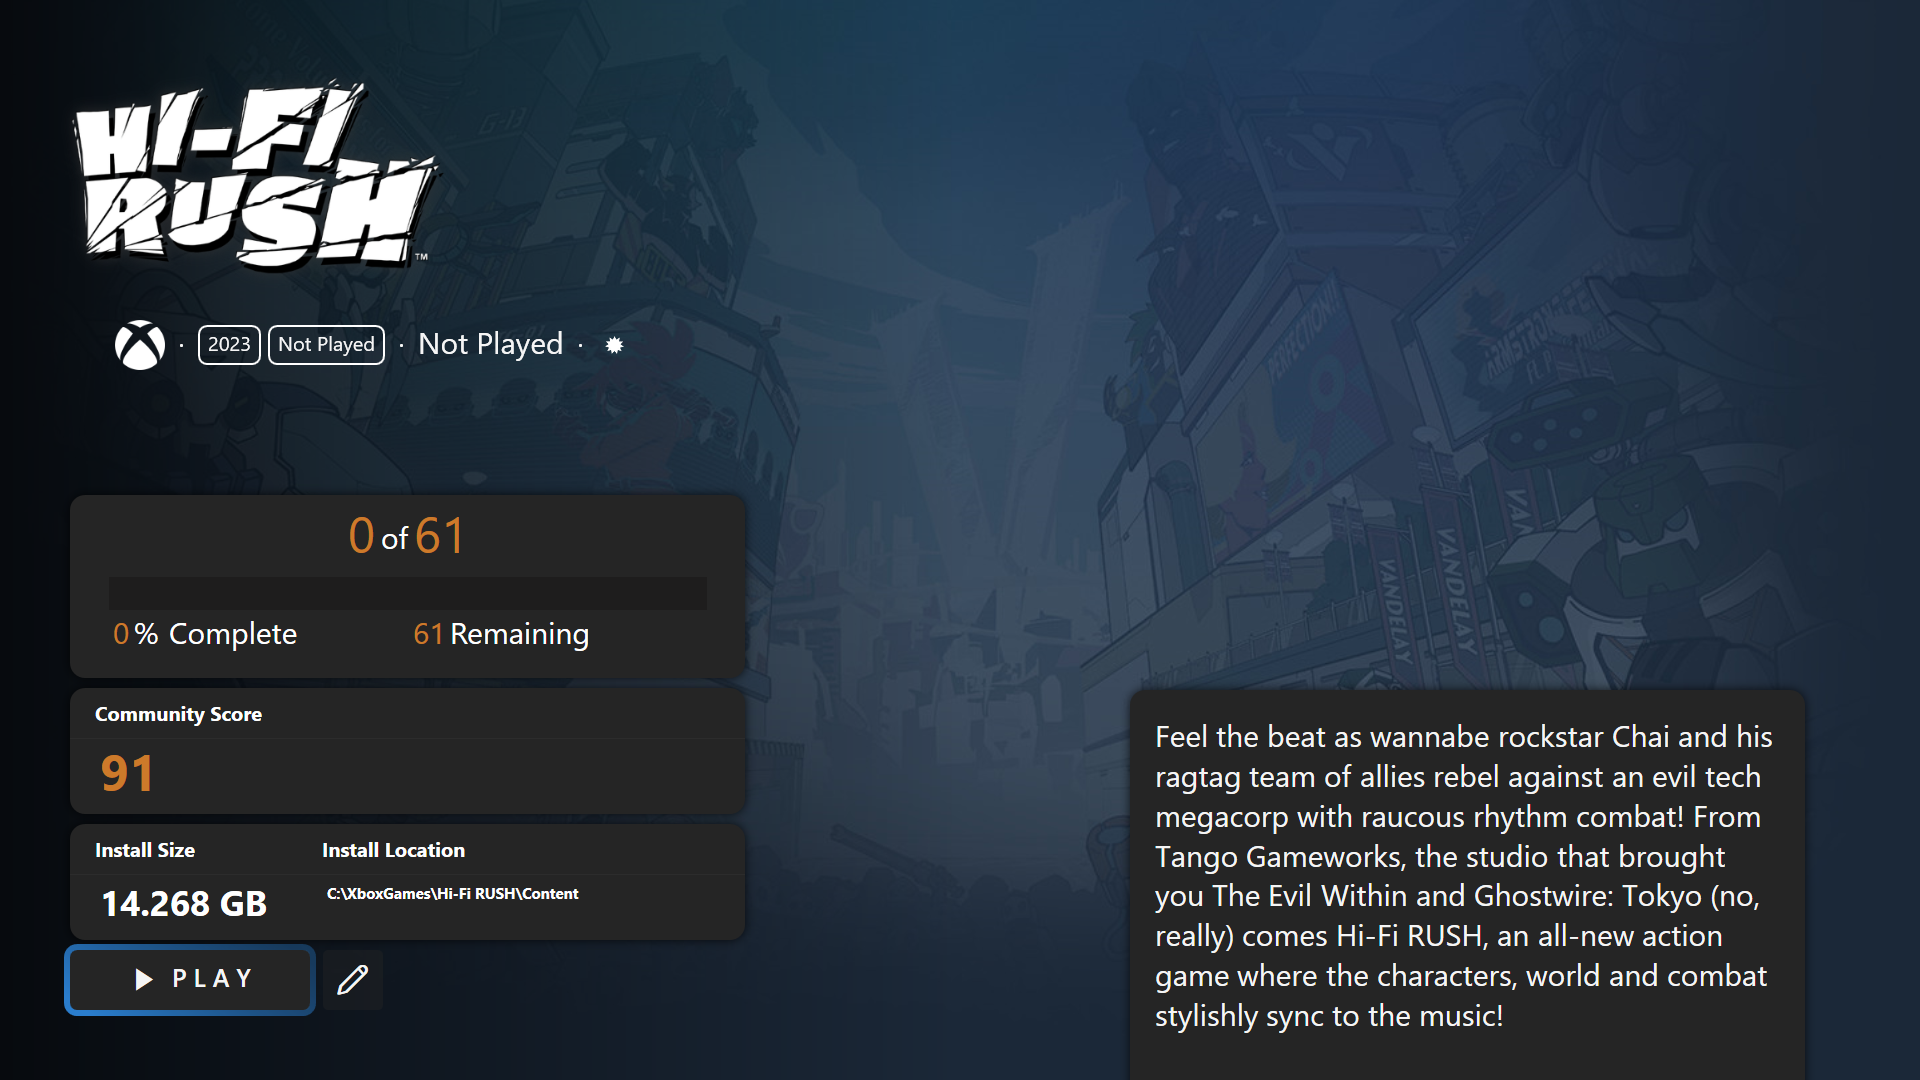 HI-FI
RUSH™
· 2023 Not Played · Not Played ·
0 of 61
0% Complete 61 Remaining
Community Score
91
Install Size Install Location
14.268 GB C:\XboxGames\Hi-Fi RUSH\Content
PLAY
Feel the beat as wannabe rockstar Chai and his
ragtag team of allies rebel against an evil tech
megacorp with raucous rhythm combat! From
Tango Gameworks, the studio that brought
you The Evil Within and Ghostwire: Tokyo (no,
really) comes Hi-Fi RUSH, an all-new action
game where the characters, world and combat
stylishly sync to the music!
PERFECTION
VANDELAY
VANDELAY
VAN